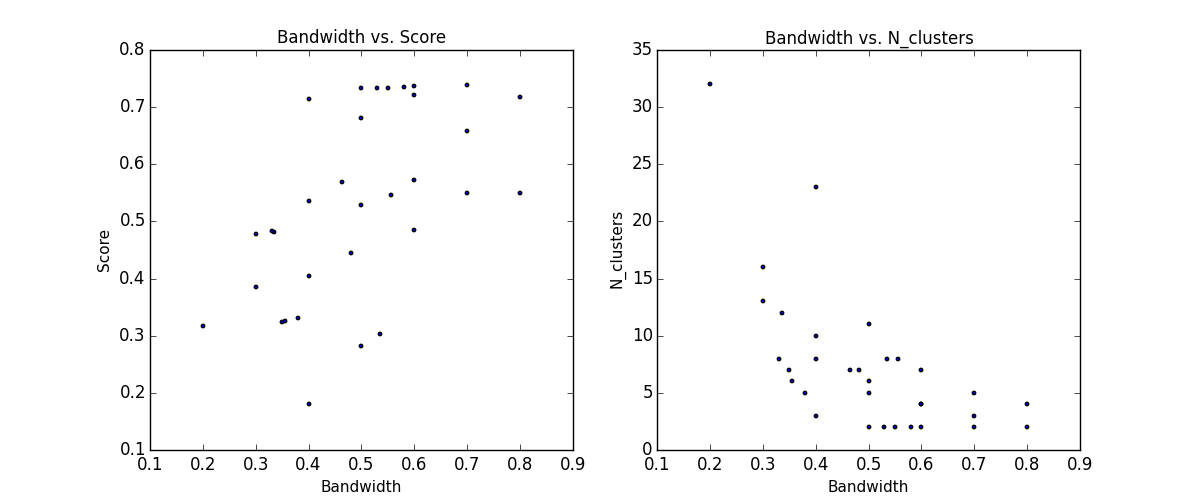 Bandwidth vs. Score
0.8
0.7
0.6
0.5
0.4
0.3
0.2
0.1
Score
0.1 0.2 0.3 0.4 0.5 0.6 0.7 0.8 0.9
Bandwidth
Bandwidth vs. N_clusters
35
30
25
20
15
10
5
0
N_clusters
0.1 0.2 0.3 0.4 0.5 0.6 0.7 0.8 0.9
Bandwidth